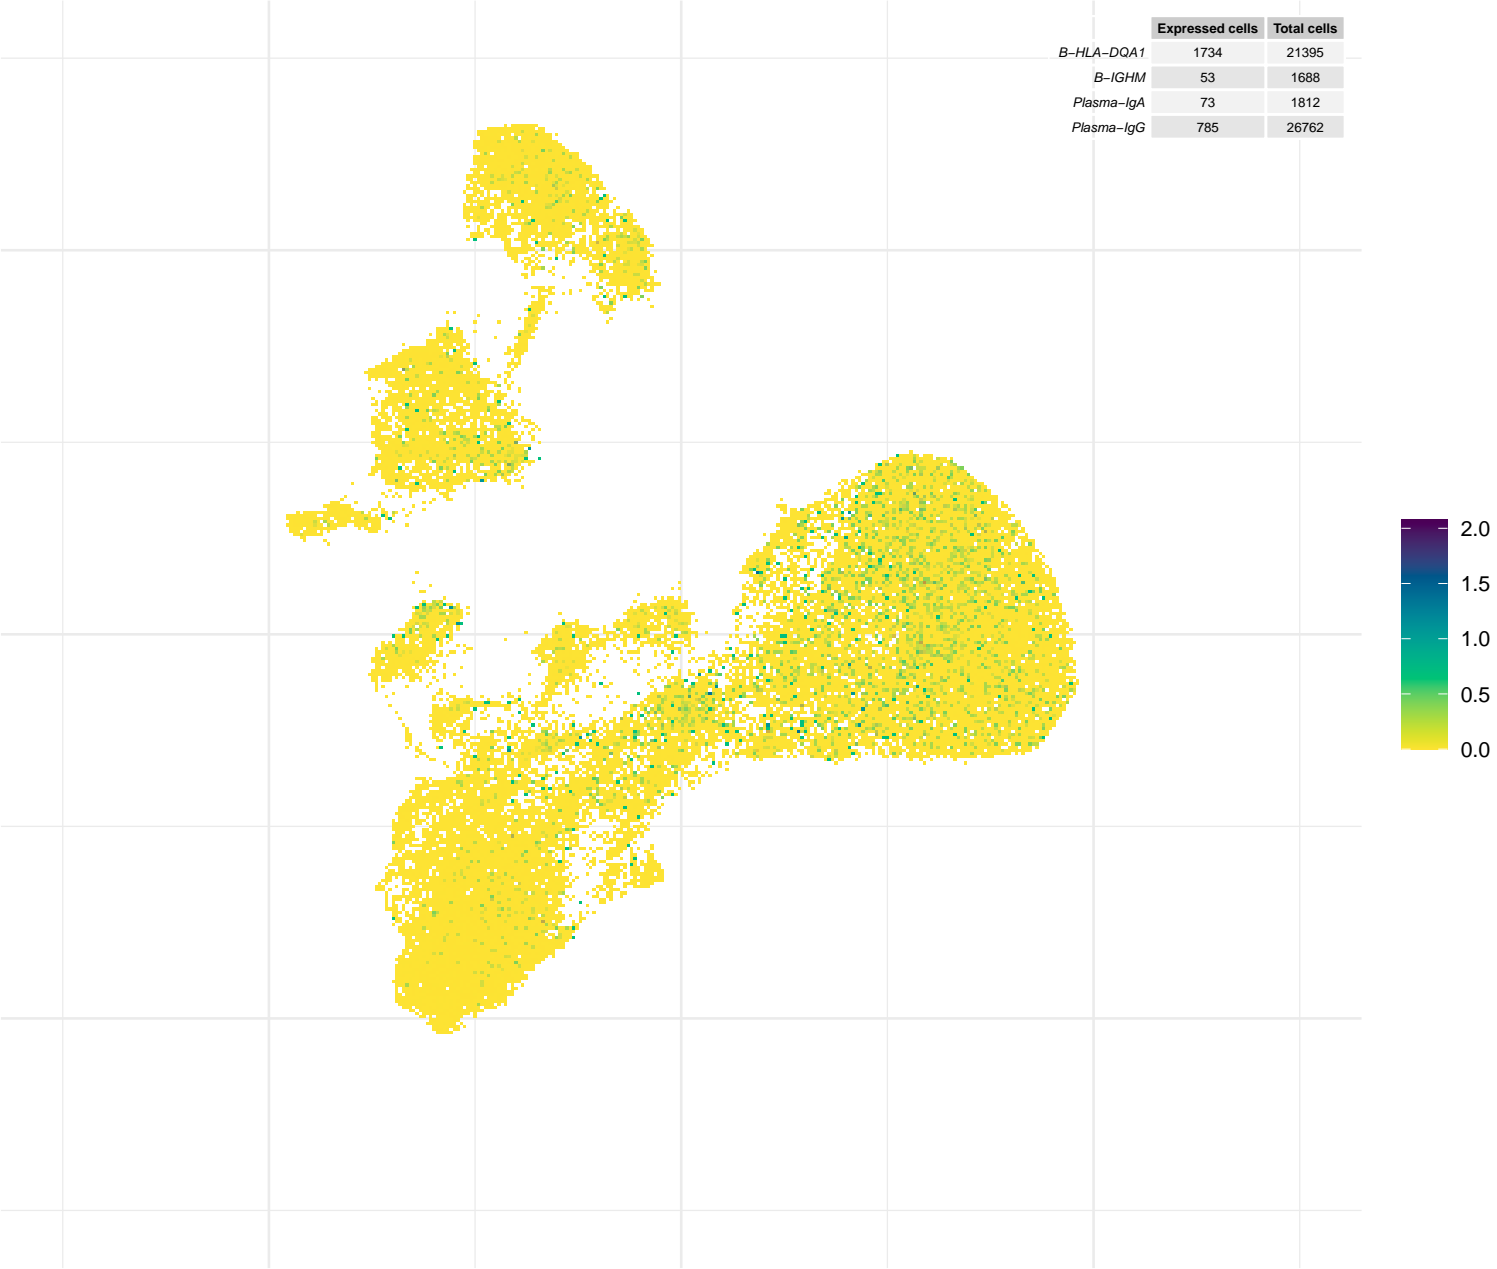 Expressed cells Total cells
B−HLA−DQA1 1734 21395
B−IGHM 53 1688
Plasma−IgA 73 1812
Plasma−IgG 785 26762
2.0
1.5
1.0
0.5
0.0